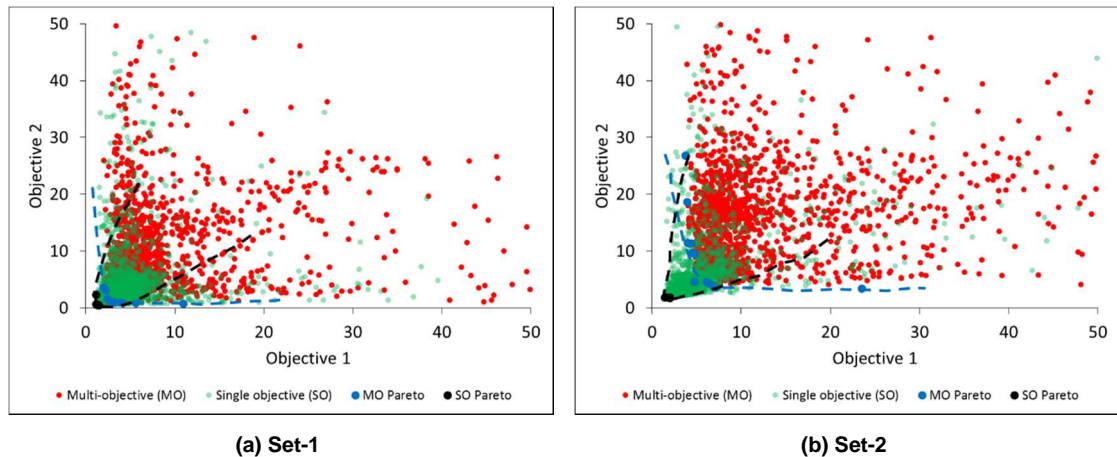 50
40
30
20
10
0
Objective 2
0 10 20 30 40 50
Objective 1
Multi-objective (MO) Single objective (SO) MO Pareto SO Pareto
(a) Set-1
50
40
30
20
10
0
Objective 2
0 10 20 30 40 50
Objective 1
Multi-objective (MO) Single objective (SO) MO Pareto SO Pareto
(b) Set-2